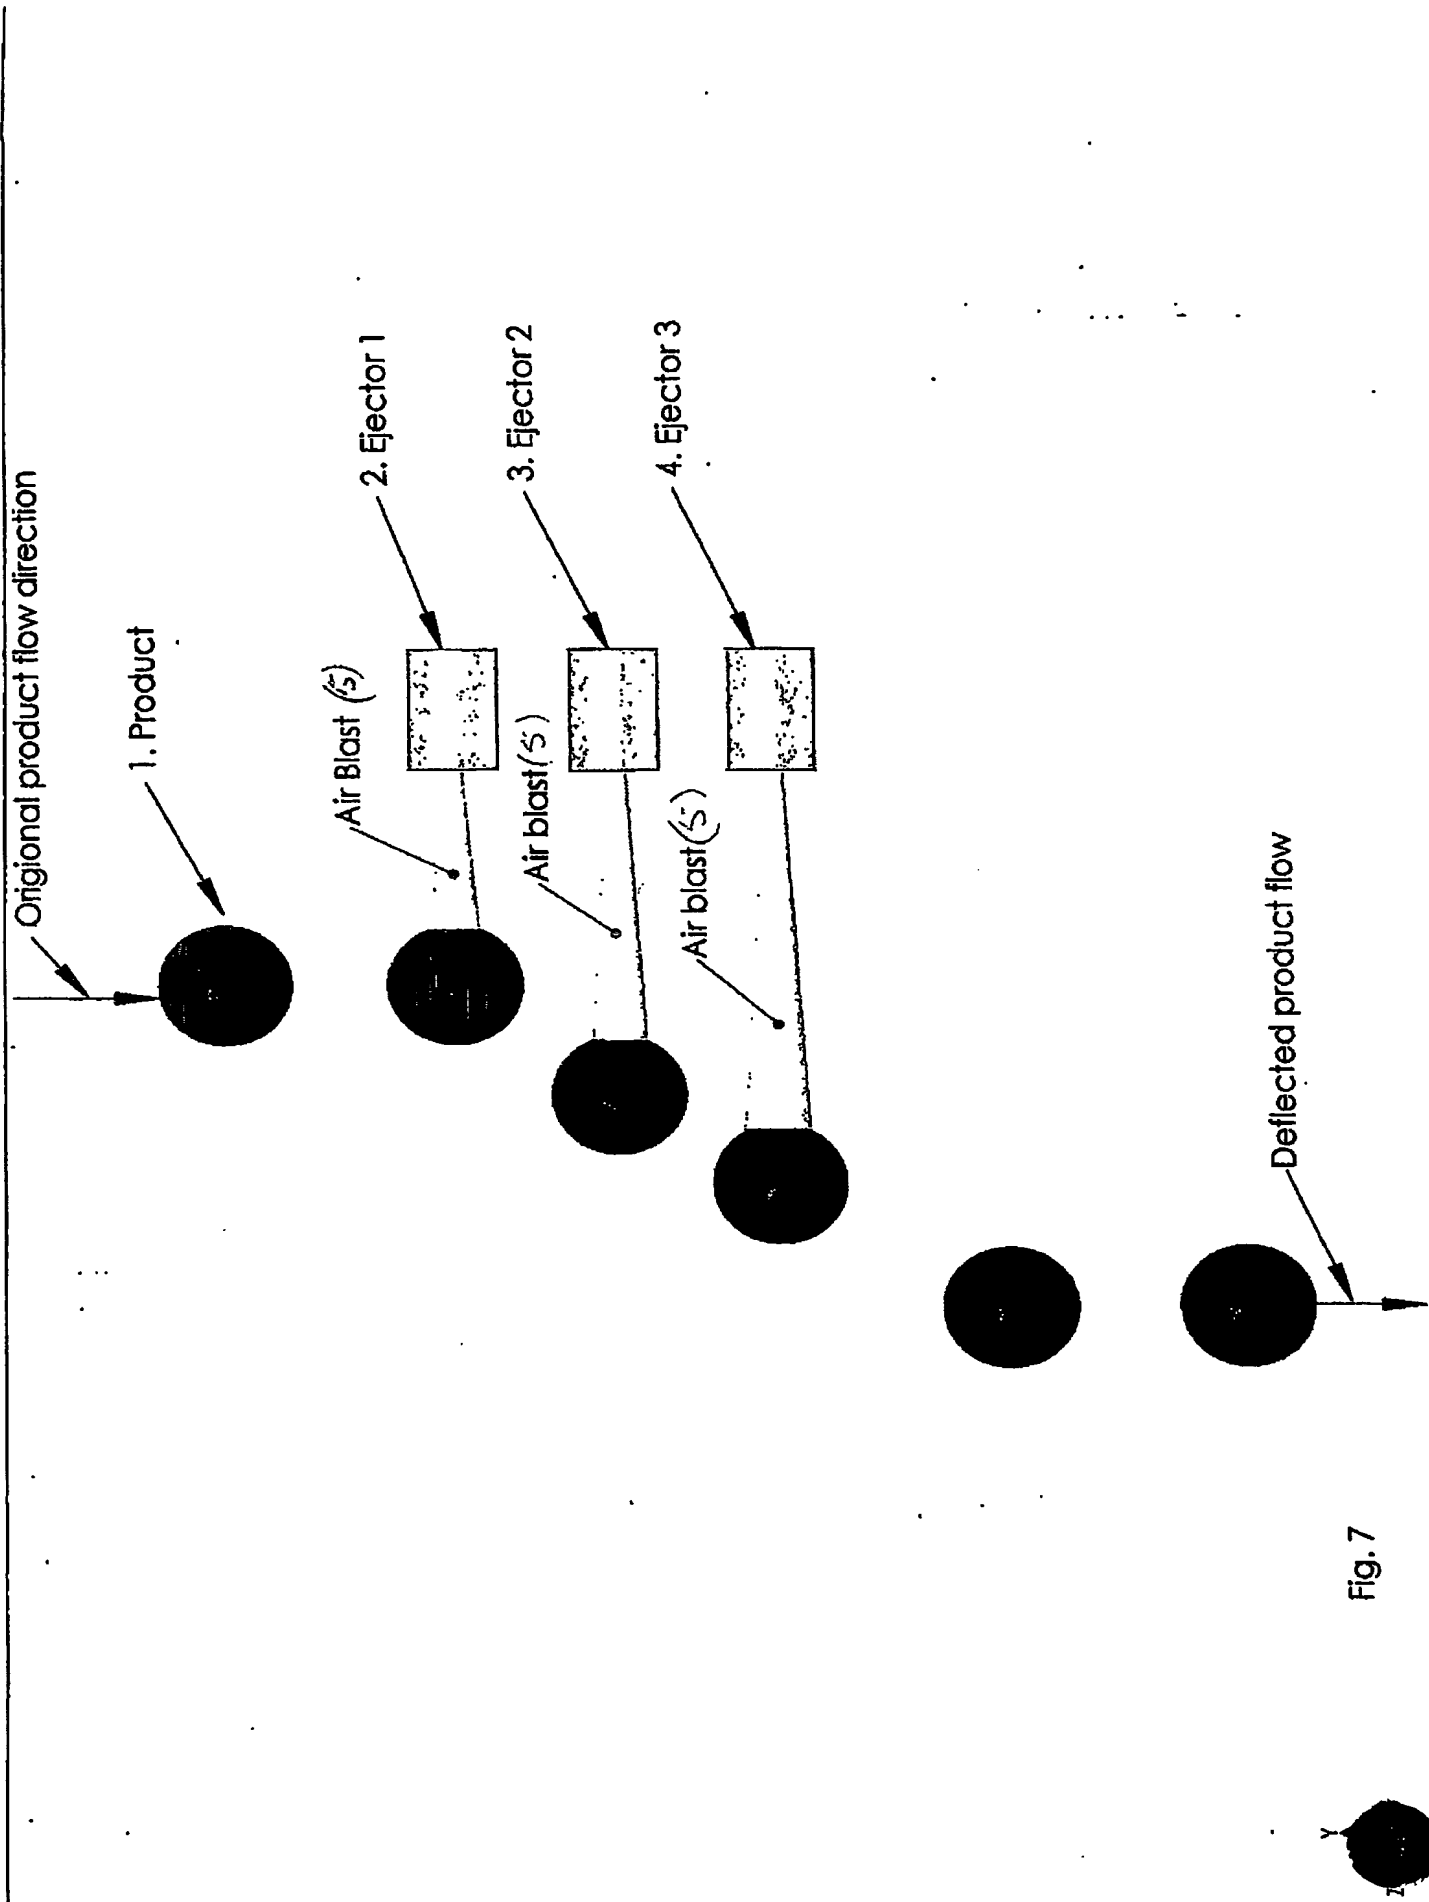 Origional product flow direction
1. Product
Air Blast (5)
2. Ejector 1
Air blast (5)
3. Ejector 2
Air blast (5)
4. Ejector 3
Deflected product flow
Fig. 7
Y
Z